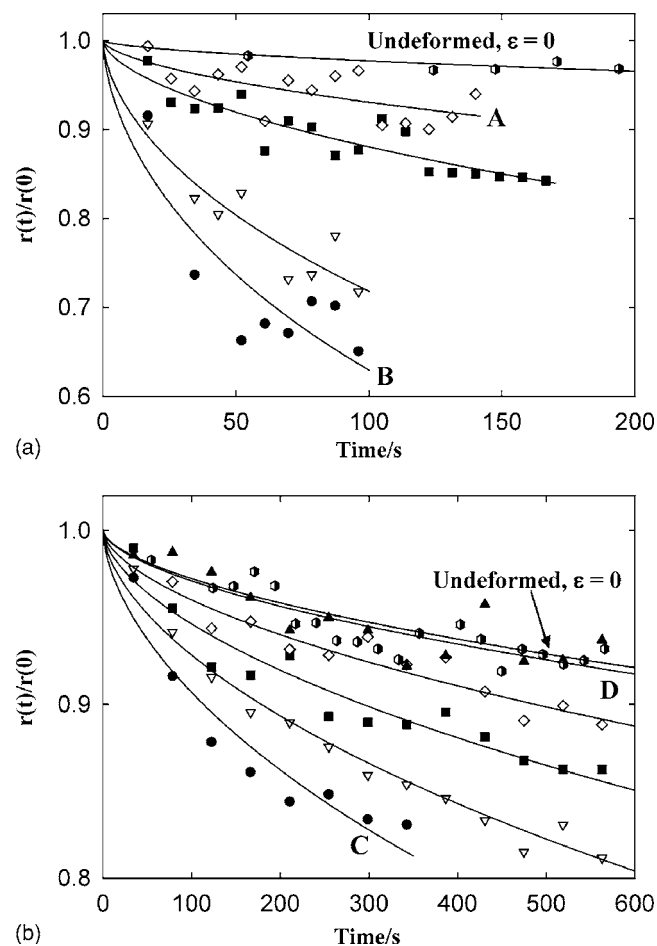 1.0
Undeformed, ε = 0
0.9
A
0.8
r(t)/r(0)
0.7
B
0.6
0 50 100 150 200
(a)
Time/s
1.0
Undeformed, ε = 0
r(t)/r(0)
0.9
D
C
0.8
0 100 200 300 400 500 600
(b)
Time/s